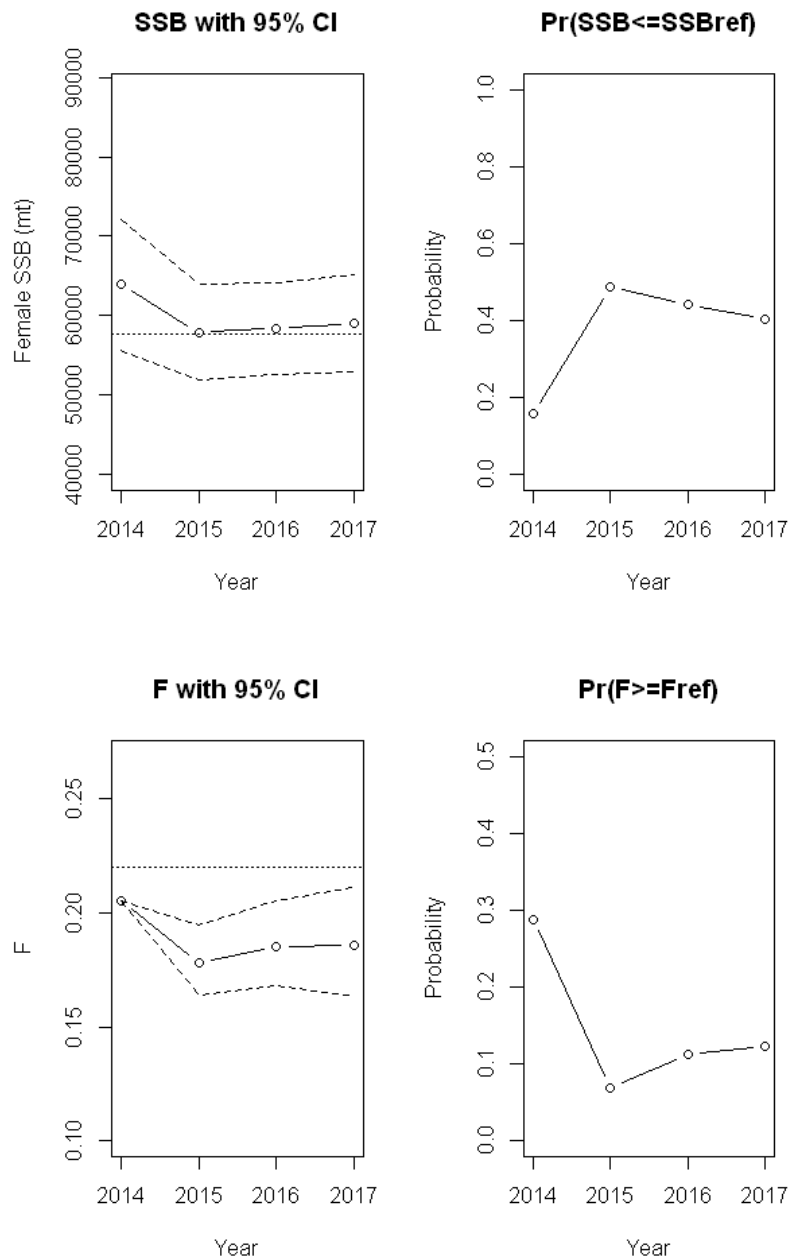 SSB with 95% CI
Female SSB (mt)
90000
80000
70000
60000
50000
40000
2014 2015 2016 2017
Year
Pr(SSB<=SSBref)
Probability
1.0
0.8
0.6
0.4
0.2
0.0
2014 2015 2016 2017
Year
F with 95% CI
F
0.25
0.20
0.15
0.10
2014 2015 2016 2017
Year
Pr(F>=Fref)
Probability
0.5
0.4
0.3
0.2
0.1
0.0
2014 2015 2016 2017
Year